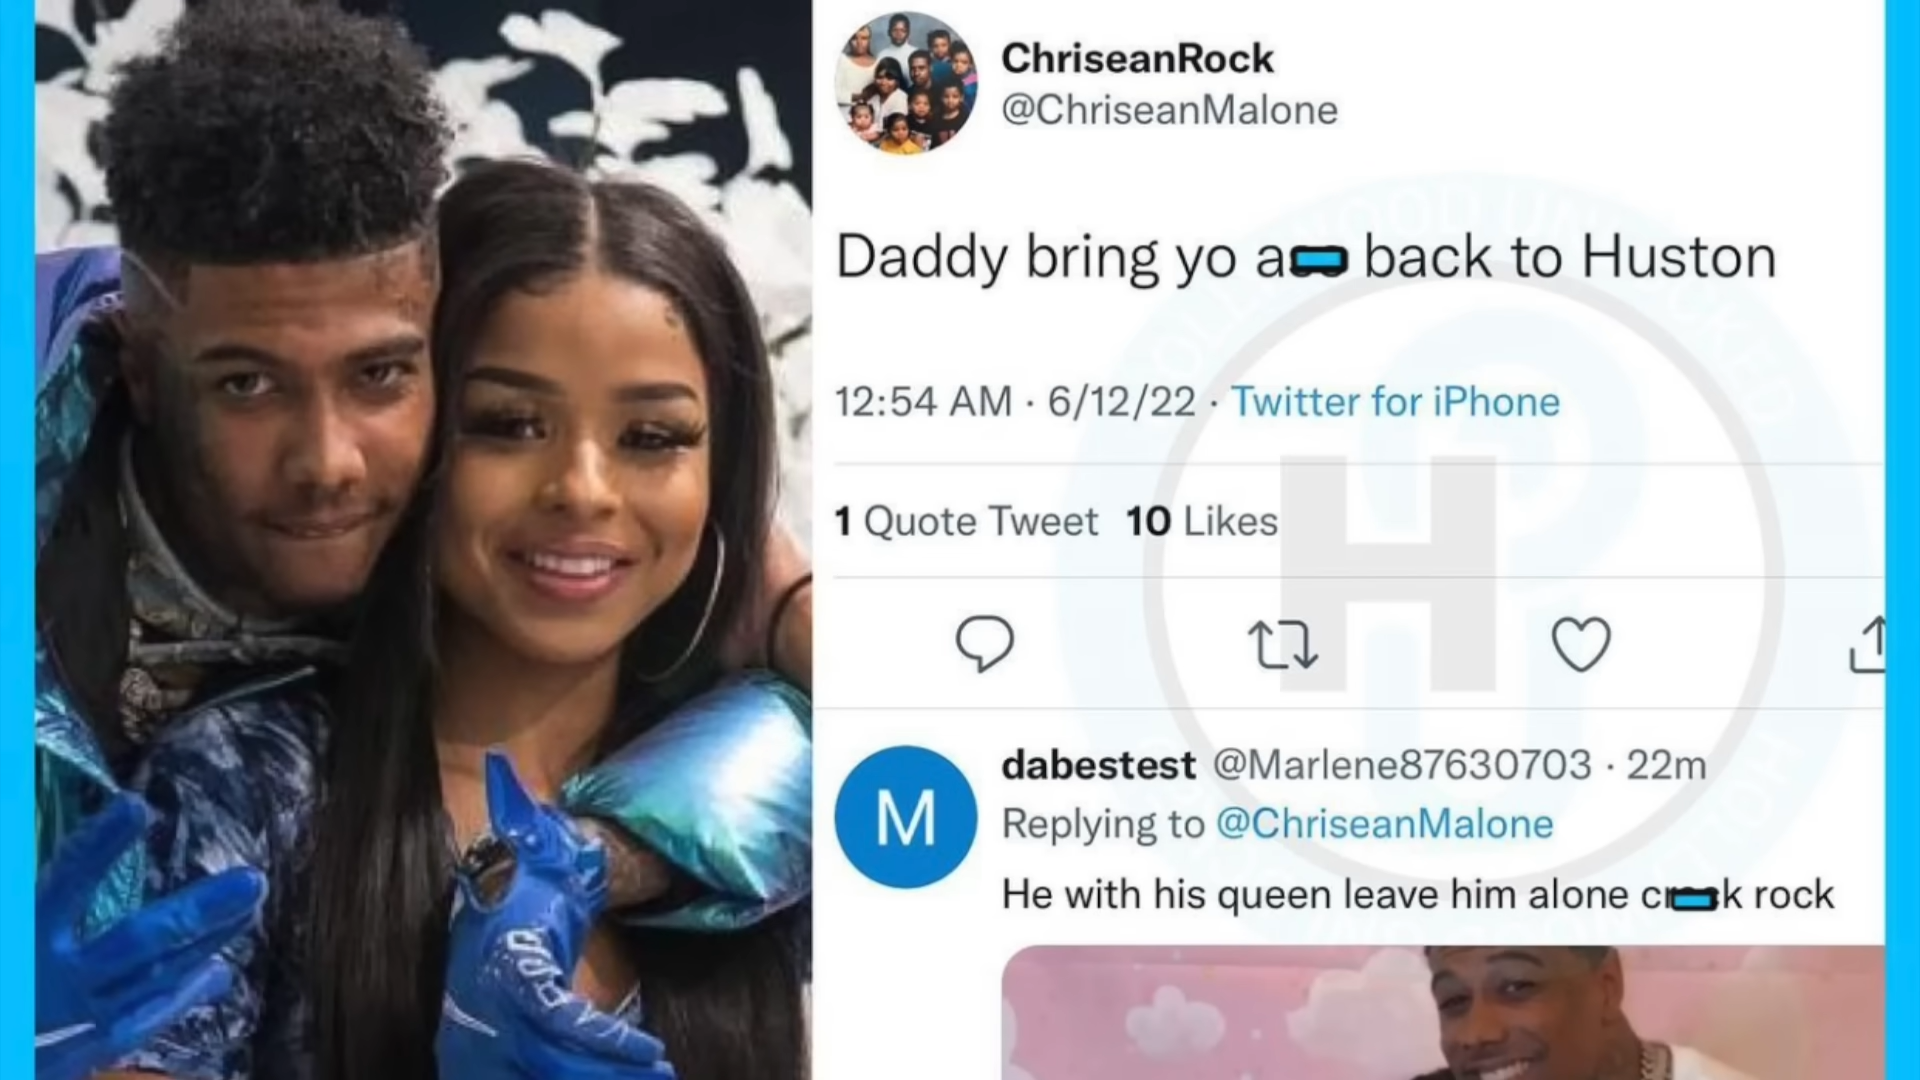 ChriseanRock
@ChriseanMalone
Daddy bring yo a back to Huston
12:54 AM · 6/12/22 · Twitter for iPhone
1 Quote Tweet 10 Likes
M
dabestest @Marlene87630703 · 22m
Replying to @ChriseanMalone
He with his queen leave him alone cr k rock